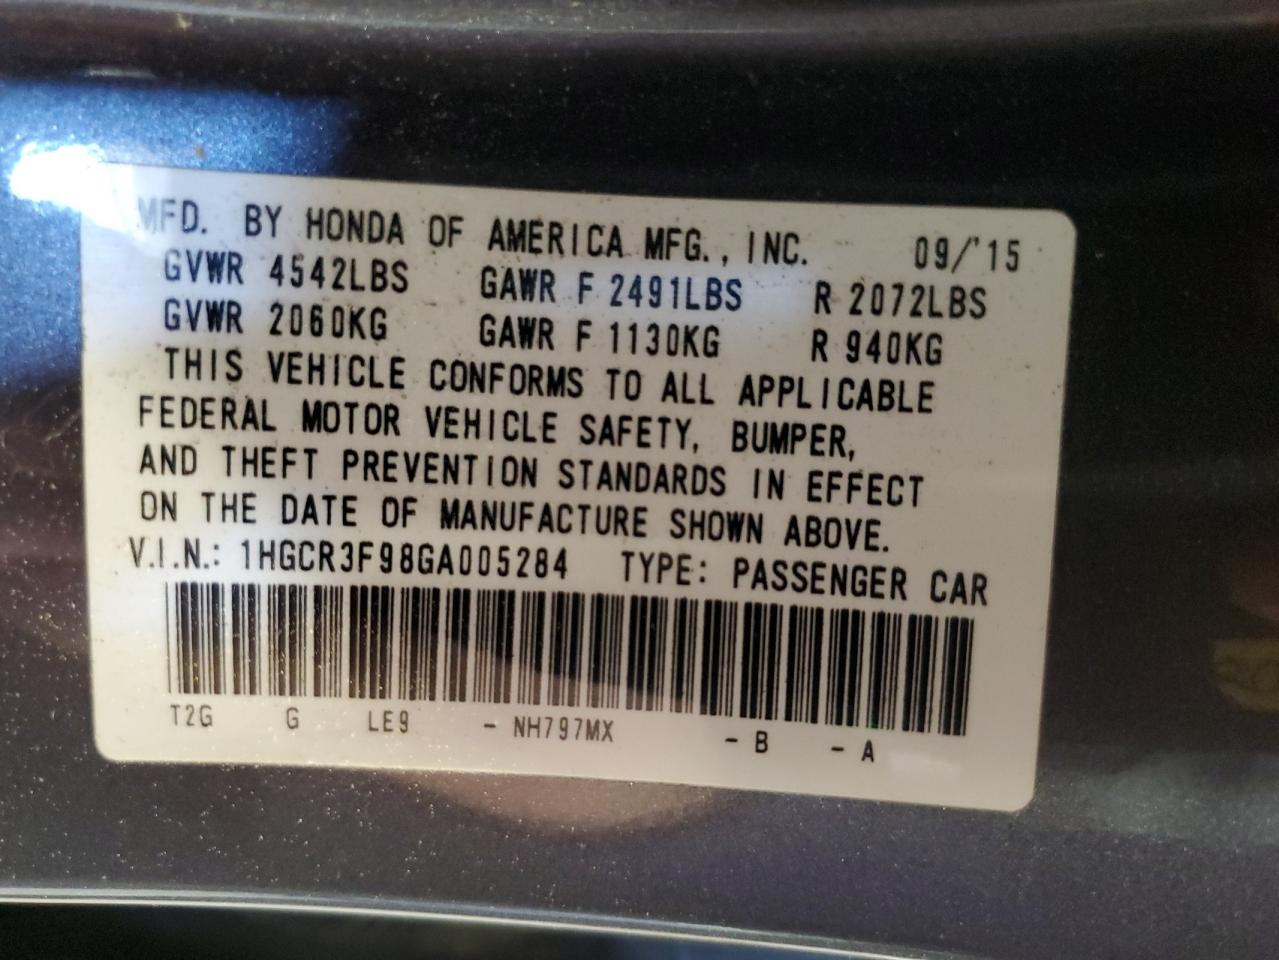 MFD. BY HONDA OF AMERICA MFG., INC. 09/'15
GVWR 4542LBS GAWR F 2491LBS R 2072LBS
GVWR 2060KG GAWR F 1130KG R 940KG
THIS VEHICLE CONFORMS TO ALL APPLICABLE
FEDERAL MOTOR VEHICLE SAFETY, BUMPER,
AND THEFT PREVENTION STANDARDS IN EFFECT
ON THE DATE OF MANUFACTURE SHOWN ABOVE.
V.I.N.: 1HGCR3F98GA005284 TYPE: PASSENGER CAR
T2G G LE9 - NH797MX - B - A